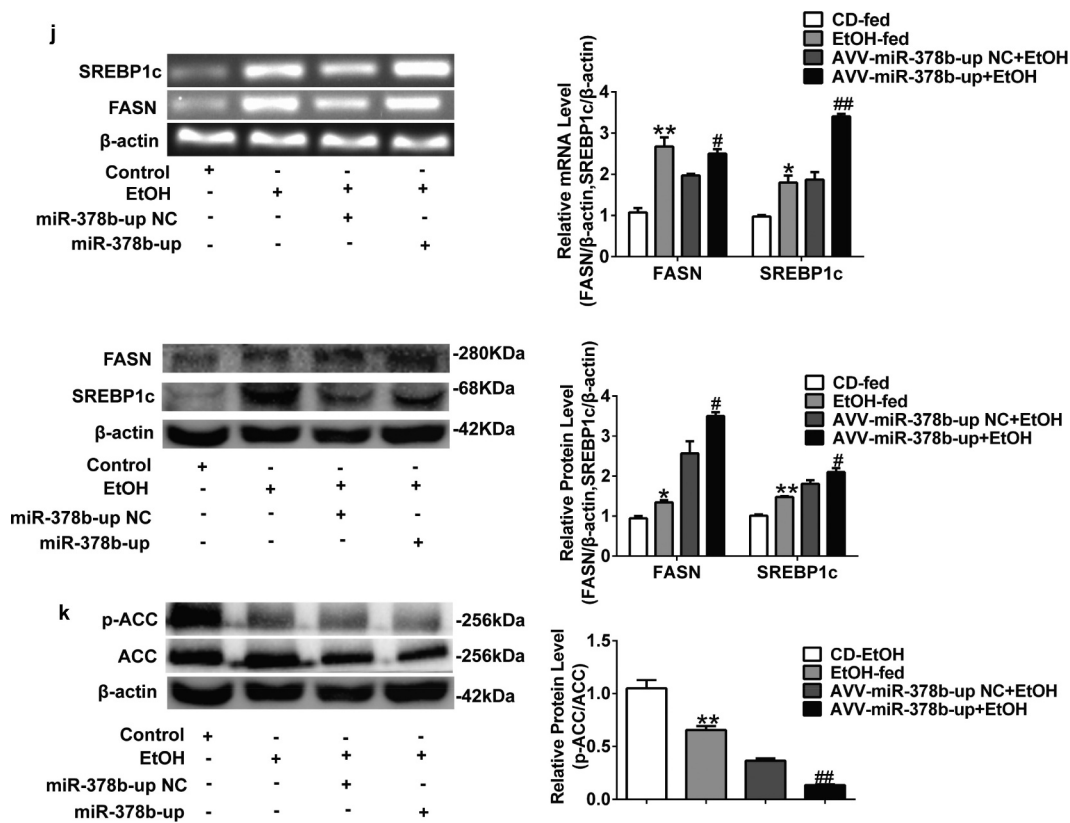 j
SREBP1c
FASN
β-actin
Control + - - -
EtOH - + + +
miR-378b-up NC - - + -
miR-378b-up - - - +
CD-fed
EtOH-fed
AVV-miR-378b-up NC+EtOH
AVV-miR-378b-up+EtOH
Relative mRNA Level
(FASN/β-actin,SREBP1c/β-actin)
4
3
2
1
0
** # * ##
FASN SREBP1c
FASN -280KDa
SREBP1c -68KDa
β-actin -42KDa
Control + - - -
EtOH - + + +
miR-378b-up NC - - + -
miR-378b-up - - - +
CD-fed
EtOH-fed
AVV-miR-378b-up NC+EtOH
AVV-miR-378b-up+EtOH
Relative Protein Level
(FASN/β-actin,SREBP1c/β-actin)
4
3
2
1
0
* # ** #
FASN SREBP1c
k
p-ACC -256kDa
ACC -256kDa
β-actin -42kDa
Control + - - -
EtOH - + + +
miR-378b-up NC - - + -
miR-378b-up - - - +
CD-EtOH
EtOH-fed
AVV-miR-378b-up NC+EtOH
AVV-miR-378b-up+EtOH
Relative Protein Level
(p-ACC/ACC)
1.5
1.0
0.5
0.0
** ##